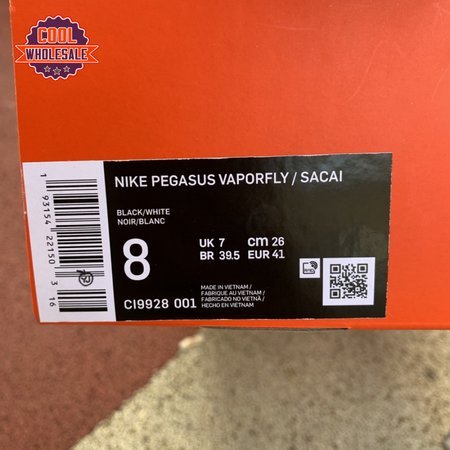 COOL
WHOLESALE
NIKE PEGASUS VAPORFLY / SACAI
BLACK/WHITE
NOIR/BLANC
8
UK 7 cm 26
BR 39.5 EUR 41
CI9928 001
MADE IN VIETNAM /
FABRIQUE AU VIETNAM /
FABRICADO NO VIETNÃ /
HECHO EN VIETNAM
1 93154 22150 3 16